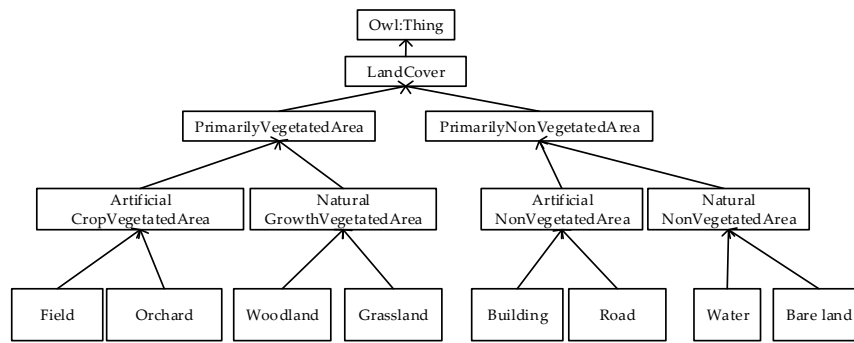 Owl:Thing
LandCover
PrimarilyVegetatedArea
PrimarilyNonVegetatedArea
Artificial
CropVegetatedArea
Natural
GrowthVegetatedArea
Artificial
NonVegetatedArea
Natural
NonVegetatedArea
Field
Orchard
Woodland
Grassland
Building
Road
Water
Bare land